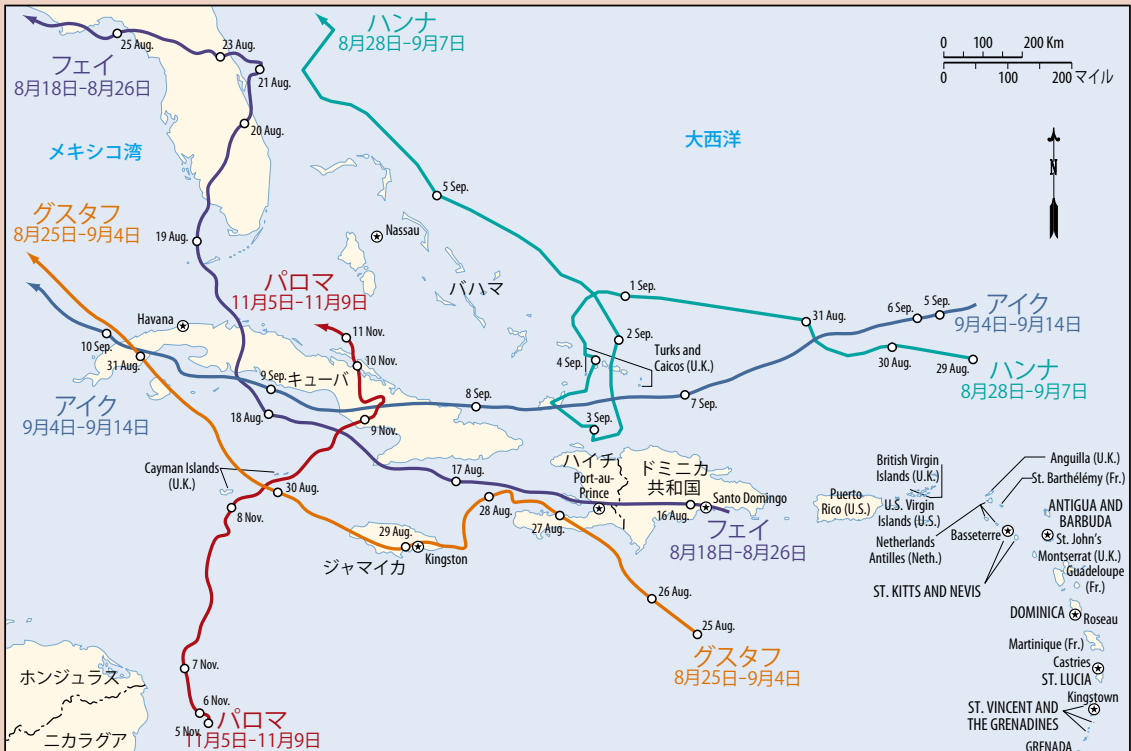 ハンナ
8月28日–9月7日
25 Aug.
23 Aug.
フェイ
8月18日–8月26日
21 Aug.
20 Aug.
0 100 200 Km
0 100 200マイル
N
メキシコ湾
大西洋
グスタフ
8月25日–9月4日
19 Aug.
5 Sep.
Nassau
バハマ
パロマ
11月5日–11月9日
1 Sep.
31 Aug.
6 Sep.
5 Sep.
アイク
9月4日–9月14日
Havana
10 Sep.
31 Aug.
11 Nov.
10 Nov.
2 Sep.
4 Sep.
Turks and
Caicos (U.K.)
30 Aug.
29 Aug.
ハンナ
8月28日–9月7日
9 Sep.
キューバ
8 Sep.
7 Sep.
アイク
9月4日–9月14日
18 Aug.
9 Nov.
3 Sep.
Cayman Islands
(U.K.)
30 Aug.
8 Nov.
17 Aug.
ハイチ
Port-au-
Prince
ドミニカ
共和国
Santo Domingo
16 Aug.
フェイ
8月18日–8月26日
28 Aug.
27 Aug.
29 Aug.
Kingston
ジャマイカ
Puerto
Rico (U.S.)
British Virgin
Islands (U.K.)
U.S. Virgin
Islands (U.S.)
Netherlands
Antilles (Neth.)
Anguilla (U.K.)
St. Barthélémy (Fr.)
ANTIGUA AND
BARBUDA
St. John's
Basseterre
Montserrat (U.K.)
Guadeloupe
(Fr.)
ST. KITTS AND NEVIS
26 Aug.
25 Aug.
グスタフ
8月25日–9月4日
DOMINICA
Roseau
Martinique (Fr.)
Castries
ST. LUCIA
Kingstown
ST. VINCENT AND
THE GRENADINES
GRENADA
7 Nov.
6 Nov.
5 Nov.
パロマ
11月5日–11月9日
ホンジュラス
ニカラグア